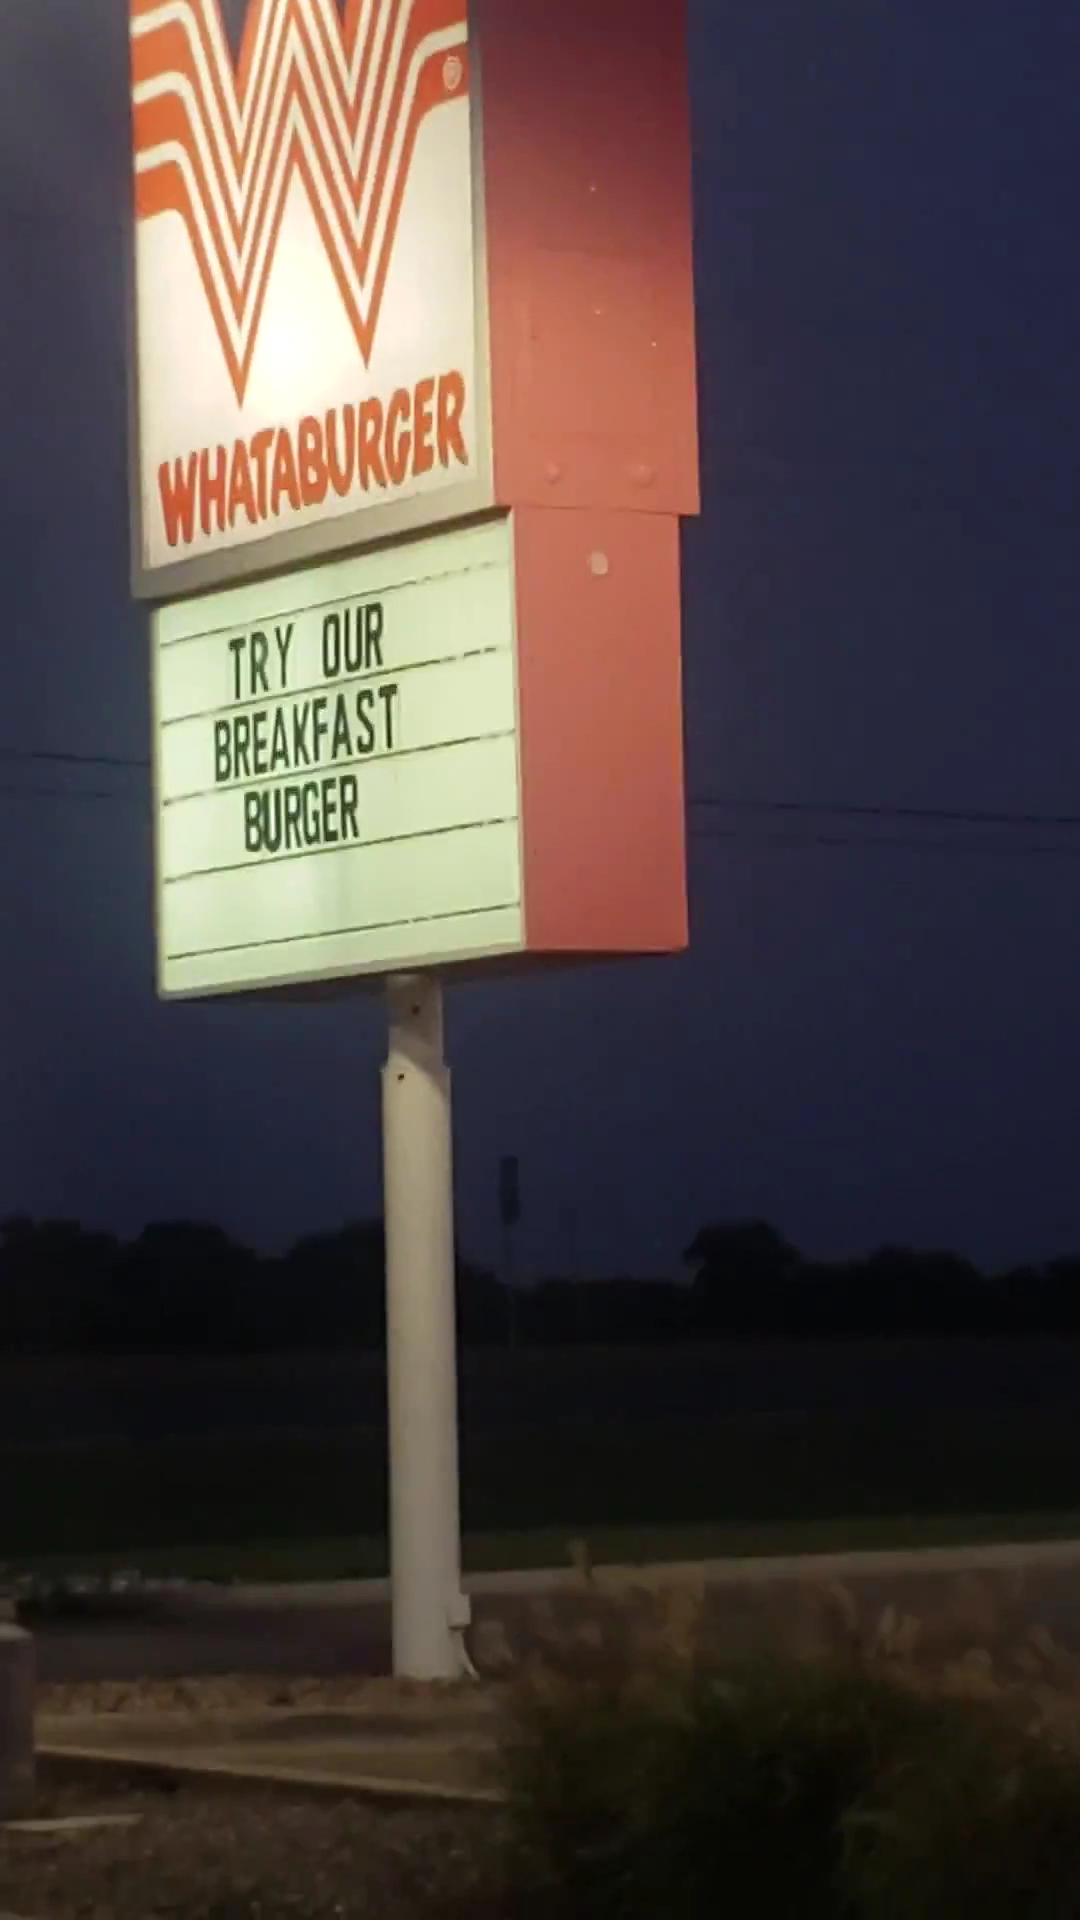 W
®
WHATABURGER
TRY OUR
BREAKFAST
BURGER